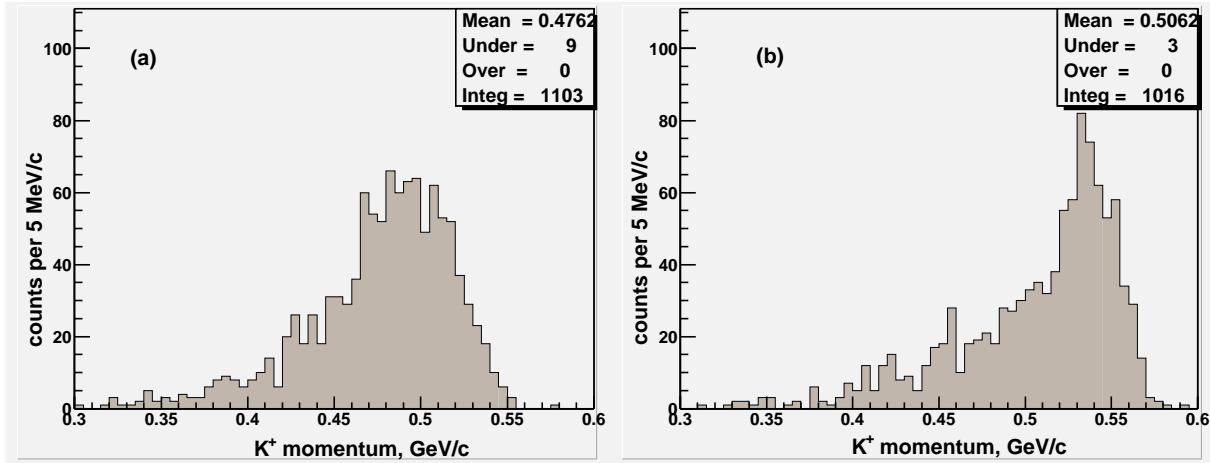 (a)
Mean = 0.4762
Under = 9
Over = 0
Integ = 1103
counts per 5 MeV/c
100
80
60
40
20
0
0.3 0.35 0.4 0.45 0.5 0.55 0.6
K+ momentum, GeV/c
(b)
Mean = 0.5062
Under = 3
Over = 0
Integ = 1016
counts per 5 MeV/c
100
80
60
40
20
0
0.3 0.35 0.4 0.45 0.5 0.55 0.6
K+ momentum, GeV/c